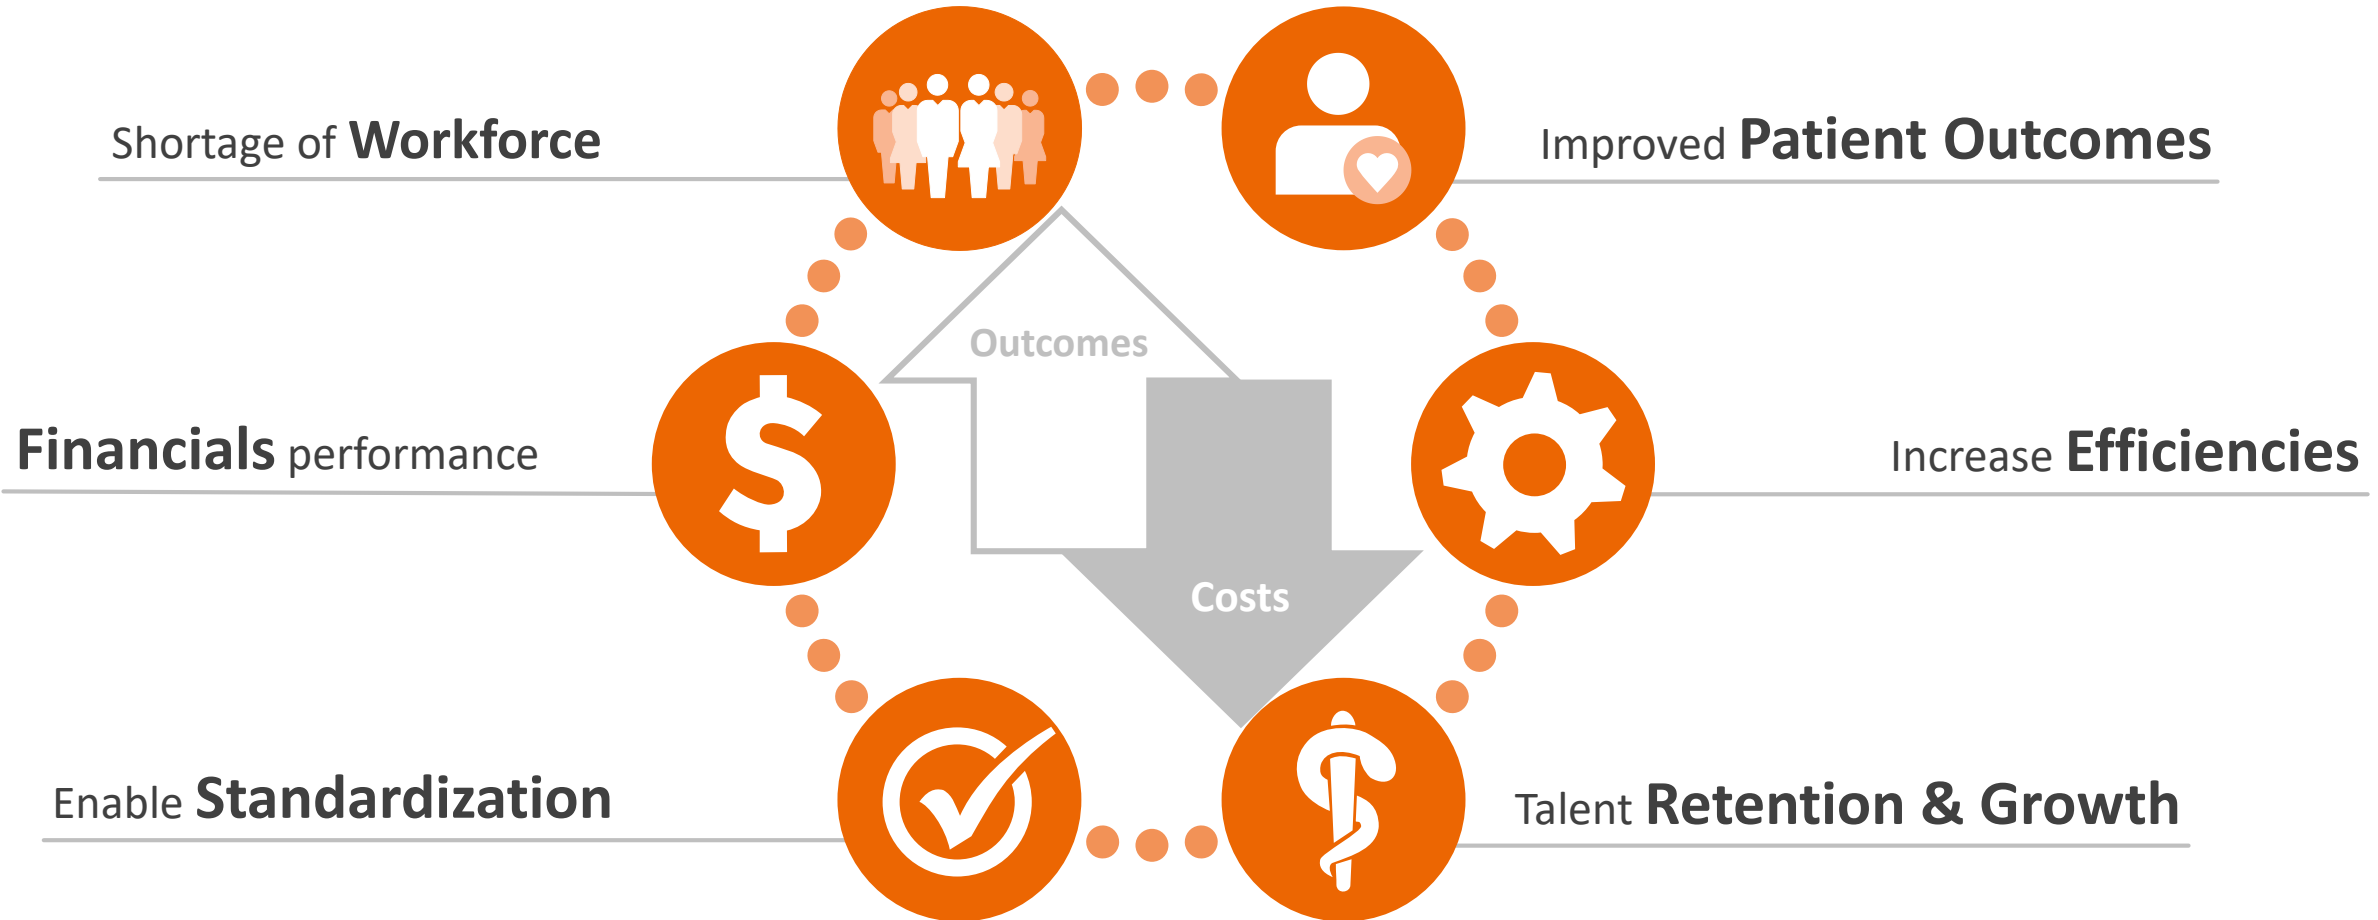 Shortage of Workforce
Improved Patient Outcomes
Outcomes
Financials performance
Increase Efficiencies
Costs
Enable Standardization
Talent Retention & Growth